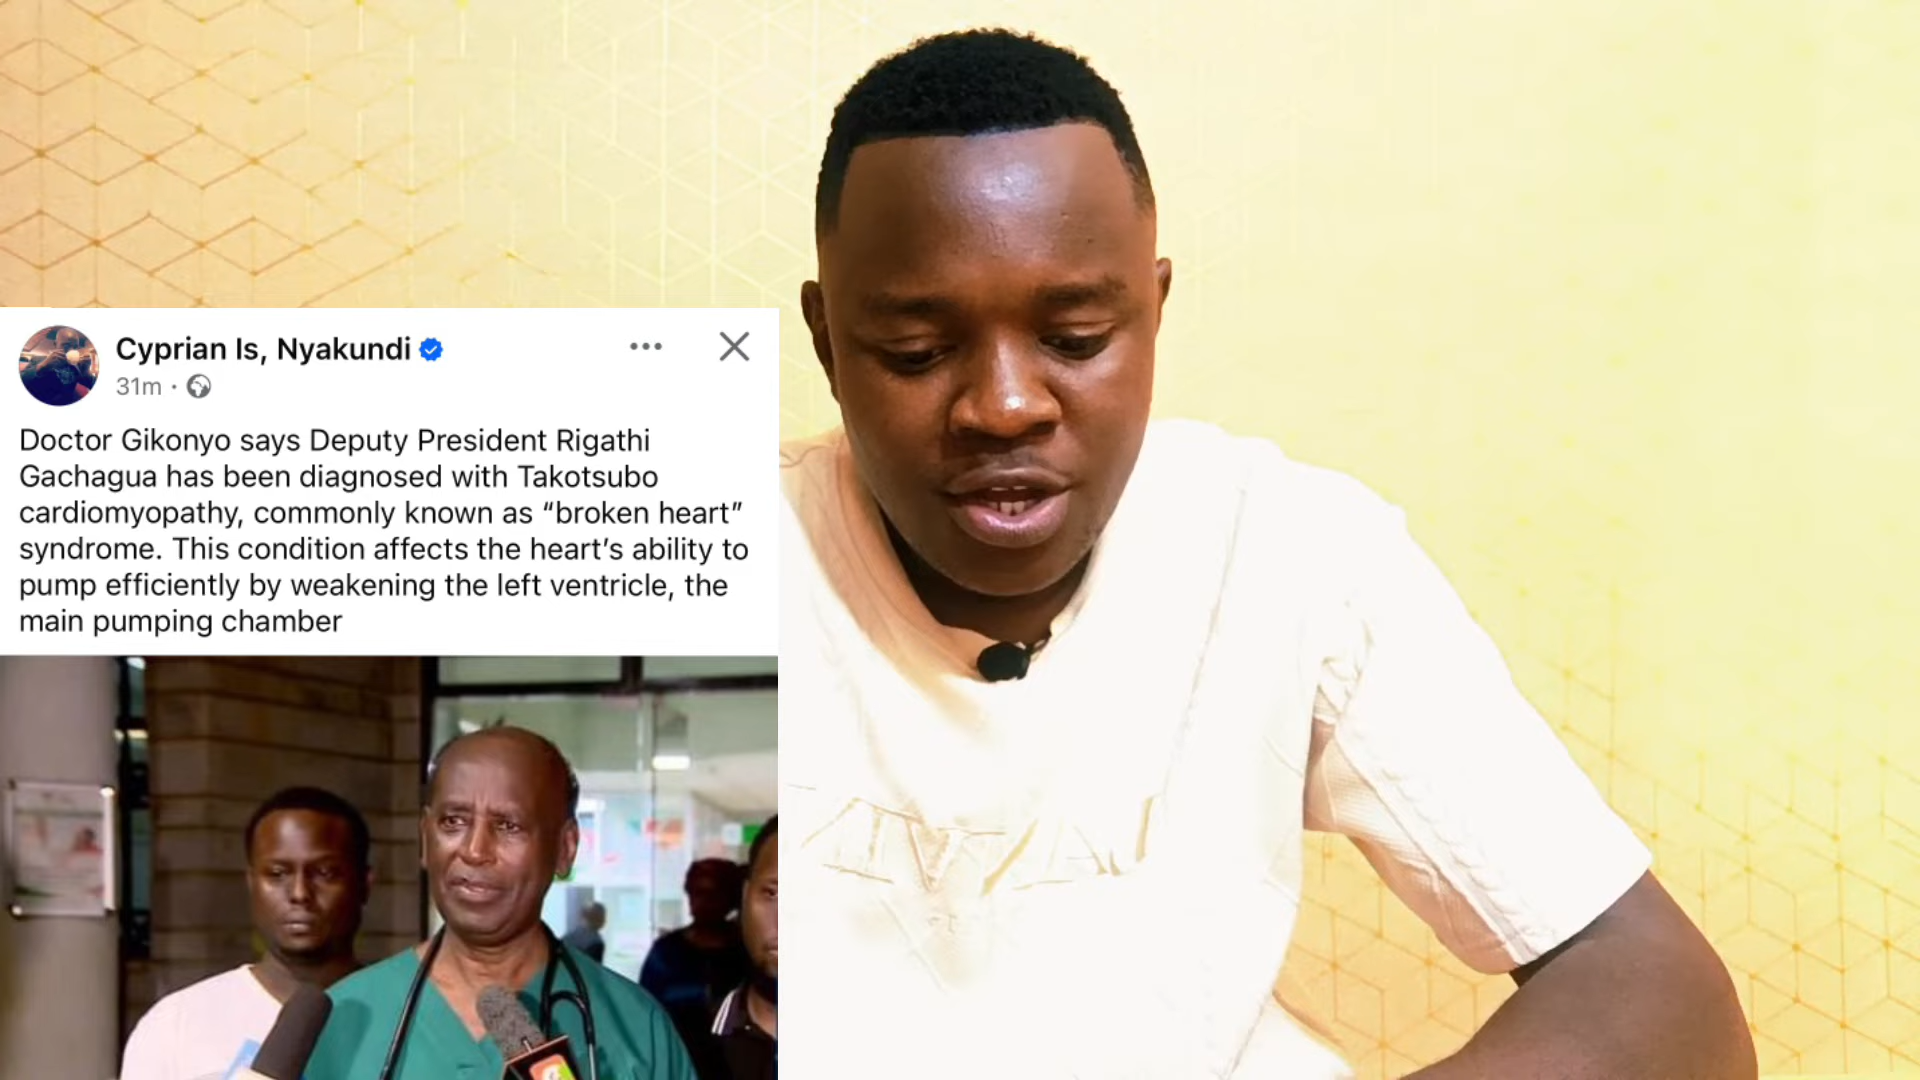 Cyprian Is, Nyakundi
31m
Doctor Gikonyo says Deputy President Rigathi
Gachagua has been diagnosed with Takotsubo
cardiomyopathy, commonly known as “broken heart”
syndrome. This condition affects the heart’s ability to
pump efficiently by weakening the left ventricle, the
main pumping chamber